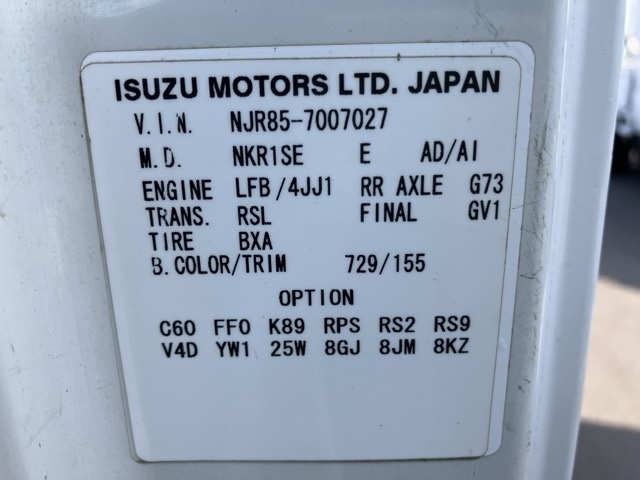 ISUZU MOTORS LTD. JAPAN
V.I.N. NJR85-7007027
M.D. NKR1SE E AD/AI
ENGINE LFB/4JJ1 RR AXLE G73
TRANS. RSL FINAL GV1
TIRE BXA
B.COLOR/TRIM 729/155
OPTION
C60 FF0 K89 RPS RS2 RS9
V4D YW1 25W 8GJ 8JM 8KZ